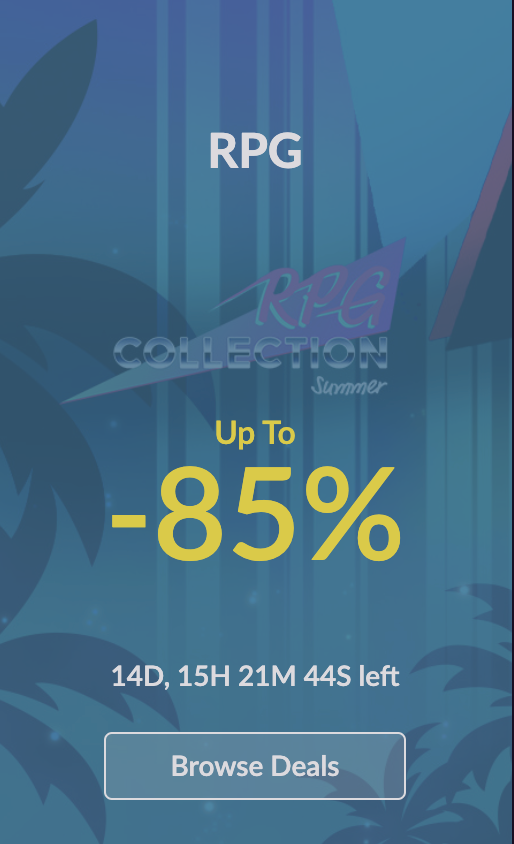 RPG
RPG
COLLECTION
Summer
Up To
-85%
14D, 15H 21M 44S left
Browse Deals